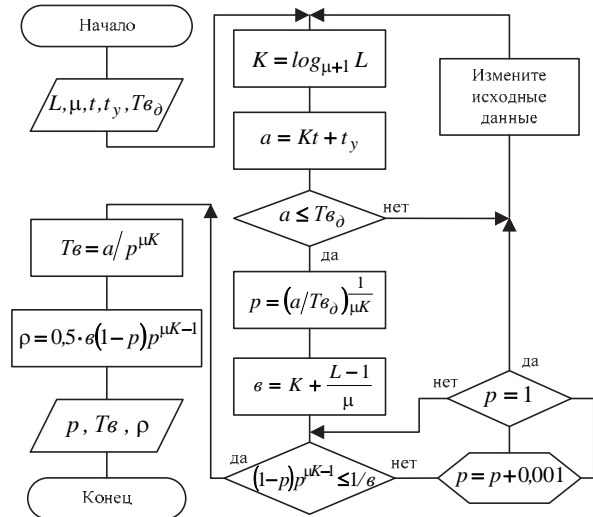 Начало
L, μ, t, t_y, Tв_д
K = log_{μ+1} L
a = Kt + t_y
a ≤ Tв_д
нет
да
Измените
исходные
данные
p = (a/Tв_д)^{1/μK}
в = K + (L − 1)/μ
(1−p)p^{μK−1} ≤ 1/в
да
нет
p = p+0,001
p = 1
нет
да
Tв = a/p^{μK}
ρ = 0,5·в(1−p)p^{μK−1}
p, Tв, ρ
Конец